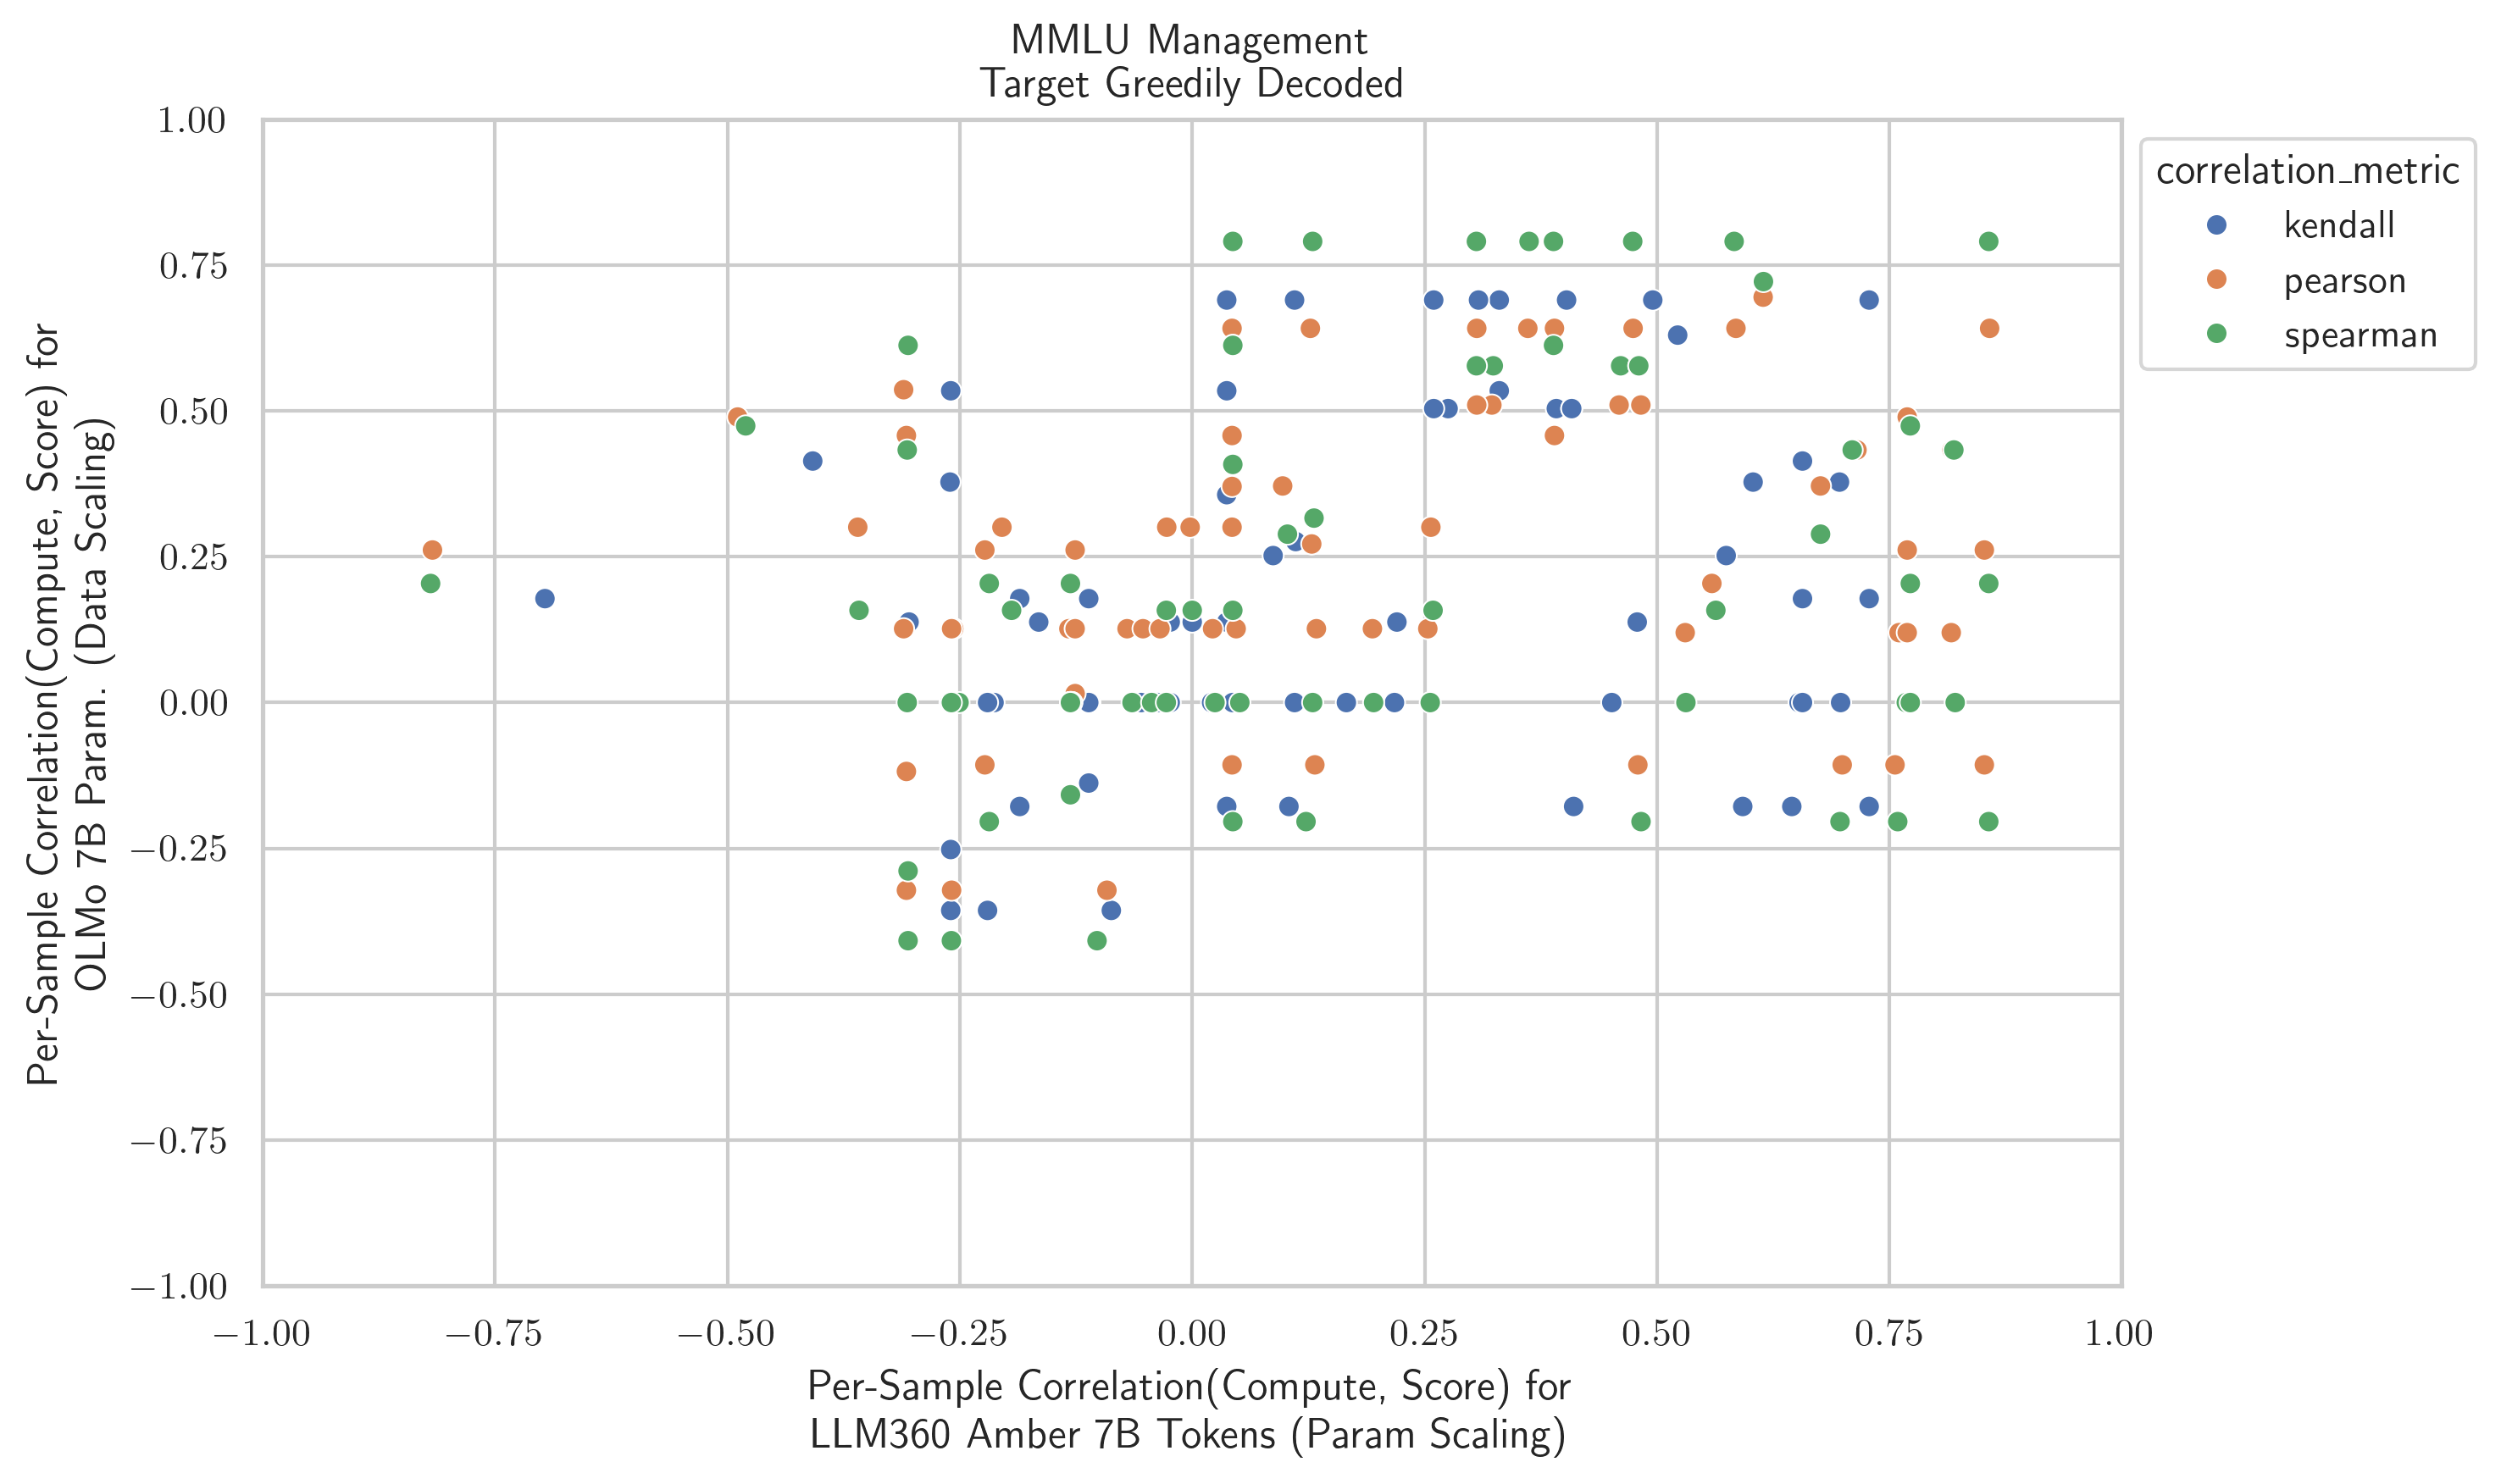 MMLU Management
Target Greedily Decoded
Per-Sample Correlation(Compute, Score) for
OLMo 7B Param. (Data Scaling)
1.00
0.75
0.50
0.25
0.00
−0.25
−0.50
−0.75
−1.00
−1.00 −0.75 −0.50 −0.25 0.00 0.25 0.50 0.75 1.00
Per-Sample Correlation(Compute, Score) for
LLM360 Amber 7B Tokens (Param Scaling)
correlation_metric
kendall
pearson
spearman